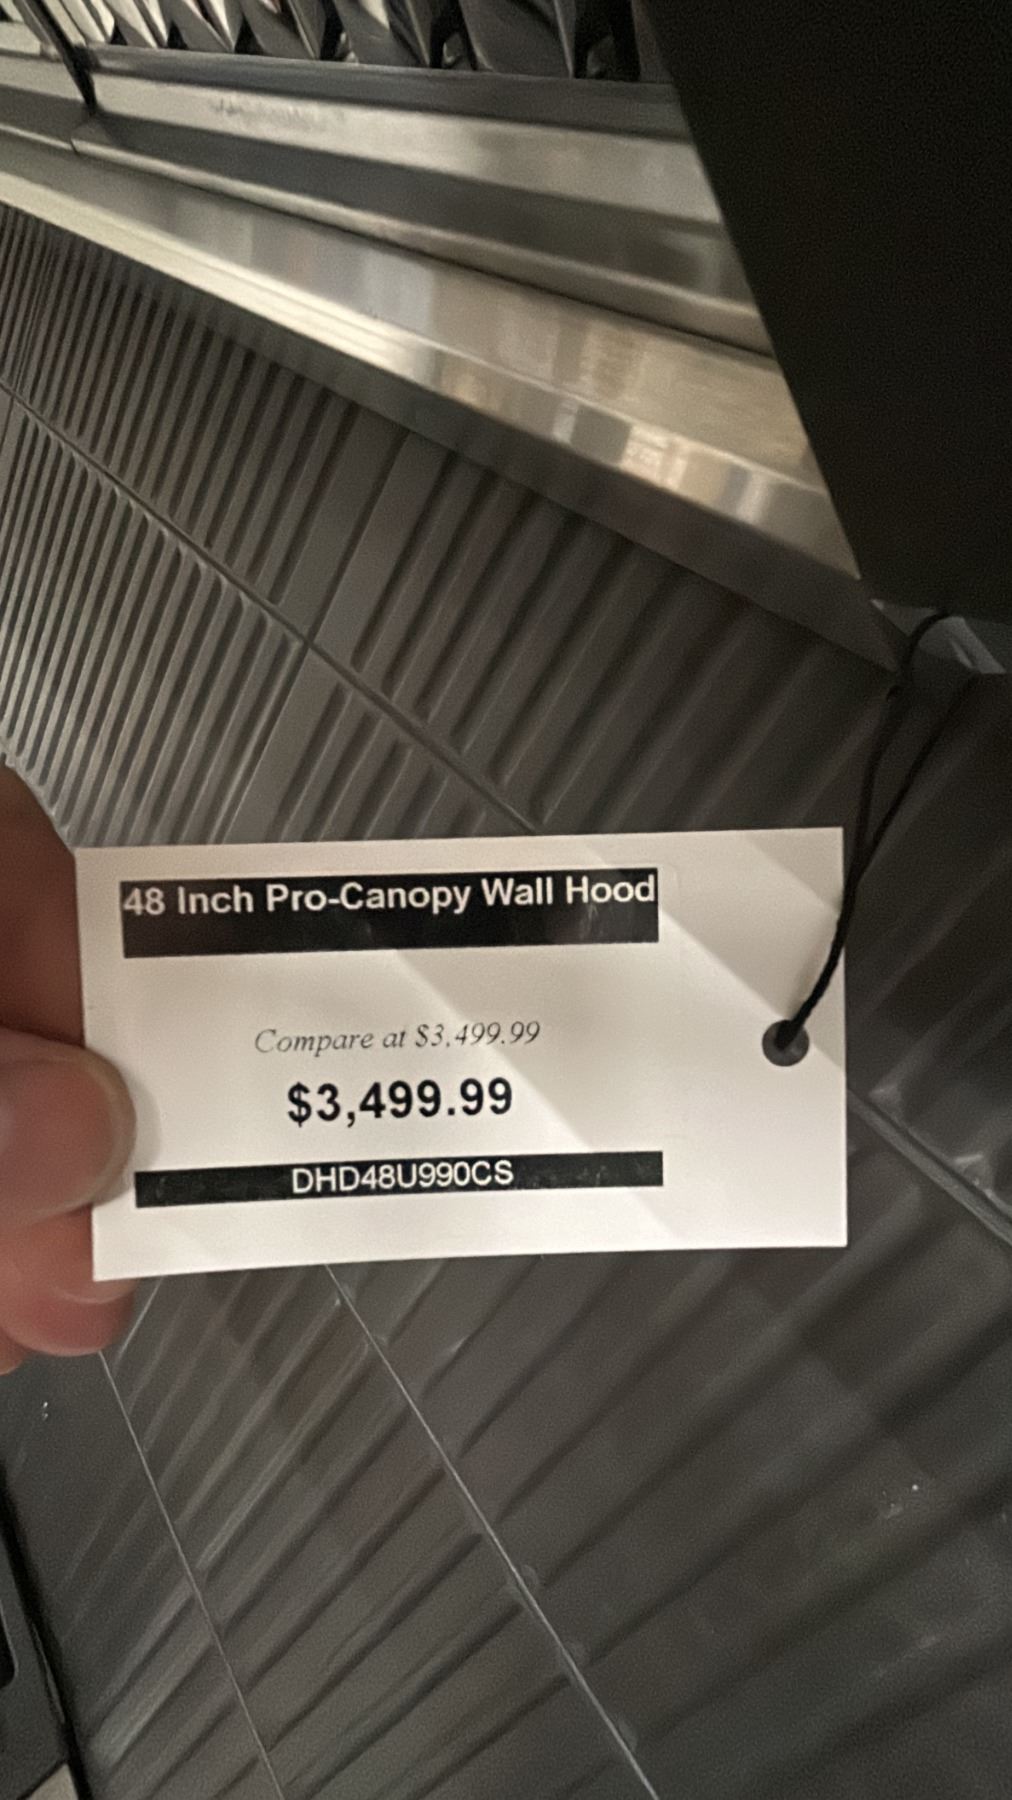 48 Inch Pro-Canopy Wall Hood
Compare at $3,499.99
$3,499.99
DHD48U990CS